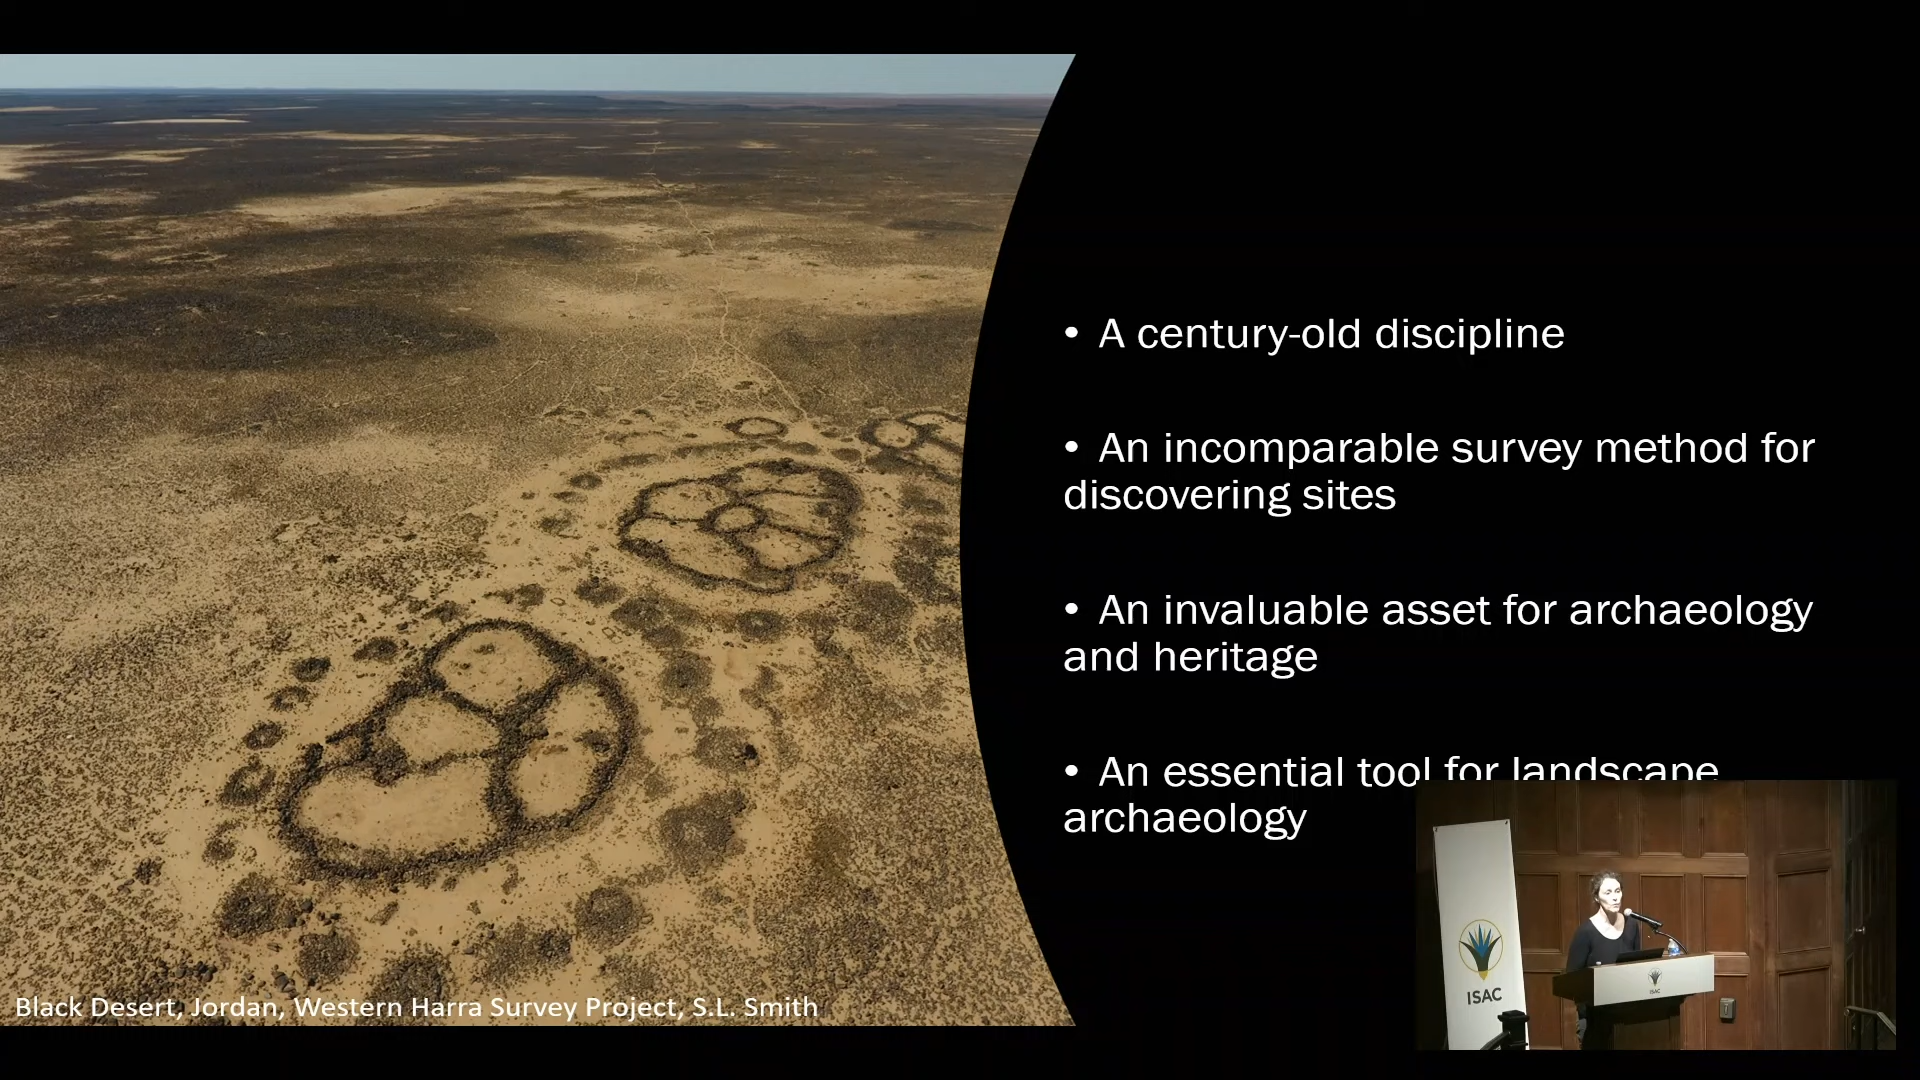 • A century-old discipline
• An incomparable survey method for
discovering sites
• An invaluable asset for archaeology
and heritage
• An essential tool for landscape
archaeology
Black Desert, Jordan, Western Harra Survey Project, S.L. Smith
ISAC
ISAC